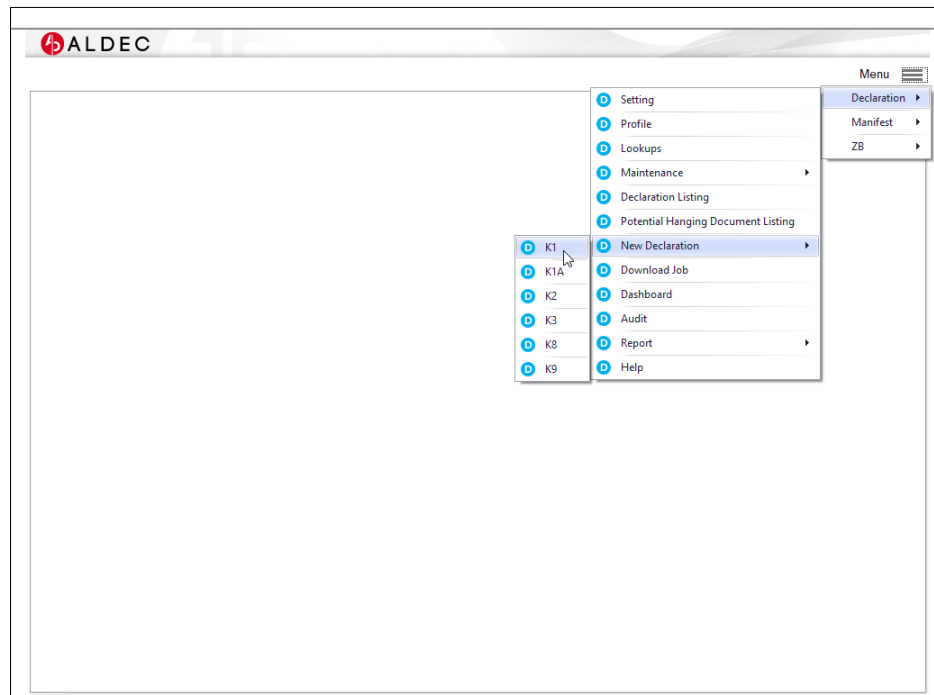 ALDEC
Menu
Declaration
Manifest
ZB
Setting
Profile
Lookups
Maintenance
Declaration Listing
Potential Hanging Document Listing
New Declaration
Download Job
Dashboard
Audit
Report
Help
K1
K1A
K2
K3
K8
K9